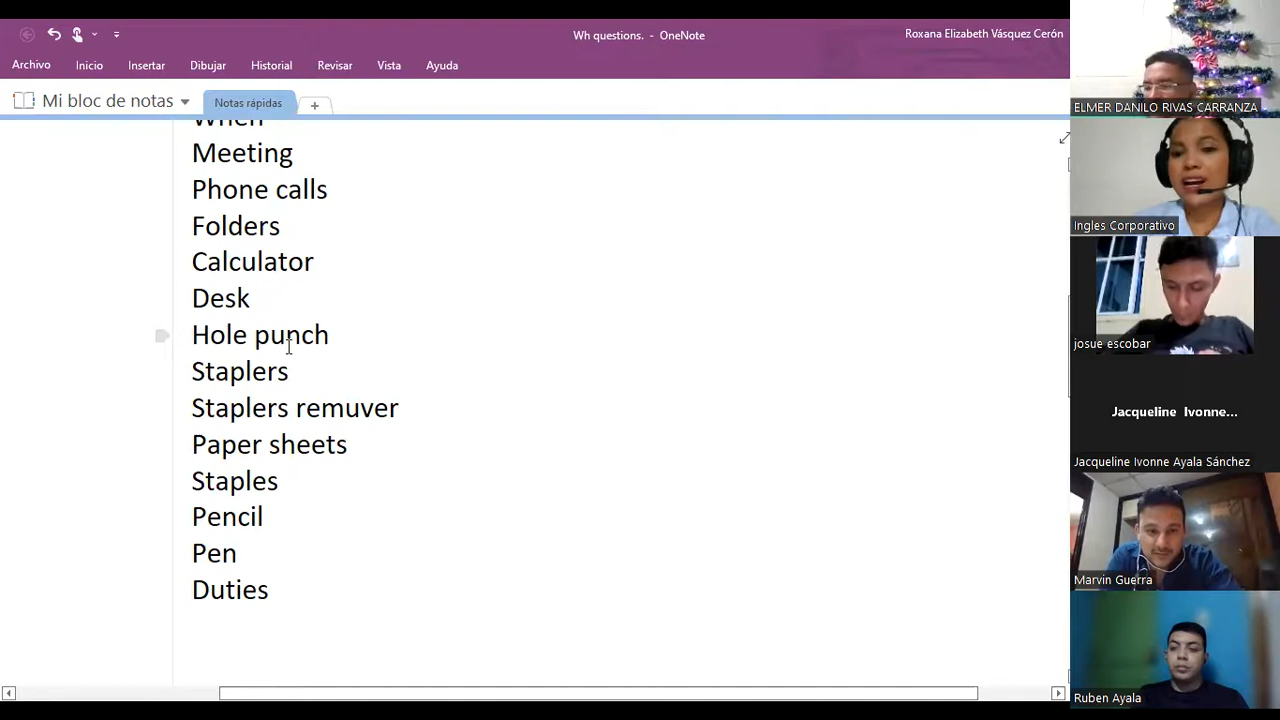 Wh questions. - OneNote
Roxana Elizabeth Vásquez Cerón
Archivo Inicio Insertar Dibujar Historial Revisar Vista Ayuda
Mi bloc de notas Notas rápidas
When
Meeting
Phone calls
Folders
Calculator
Desk
Hole punch
Staplers
Staplers remuver
Paper sheets
Staples
Pencil
Pen
Duties
ELMER DANILO RIVAS CARRANZA
Ingles Corporativo
josue escobar
Jacqueline Ivonne...
Jacqueline Ivonne Ayala Sánchez
Marvin Guerra
Ruben Ayala